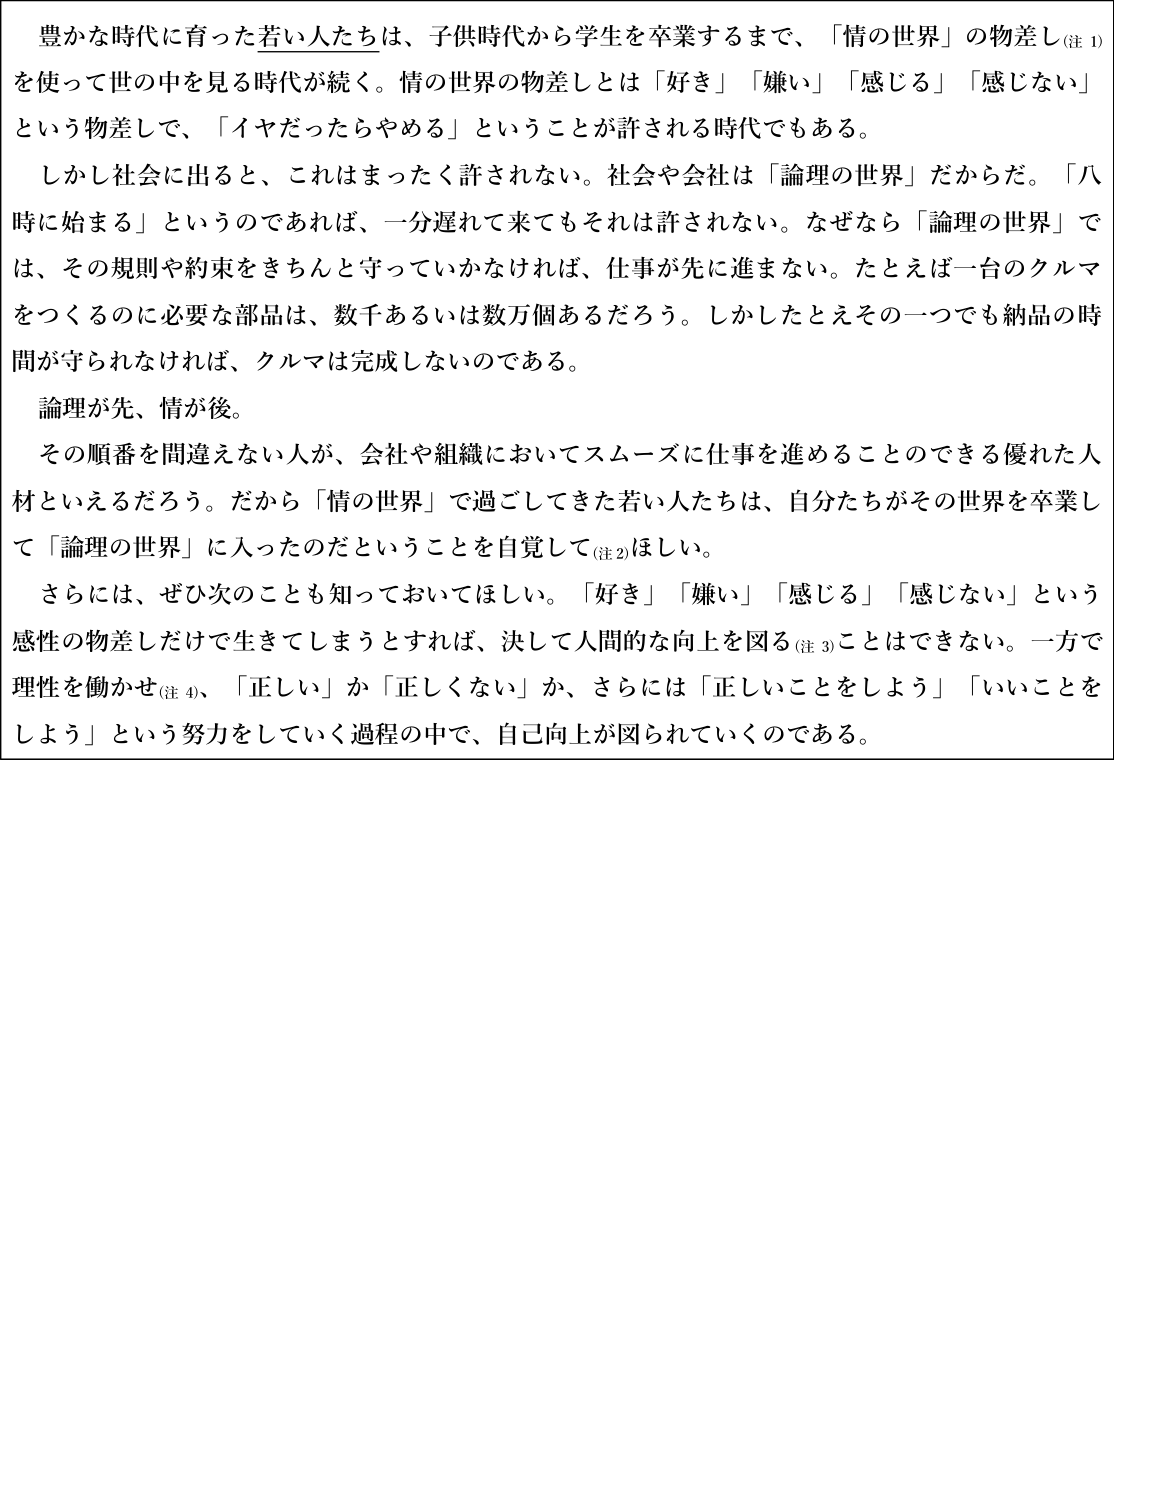 豊かな時代に育った若い人たちは、子供時代から学生を卒業するまで、「情の世界」の物差し(注 1)
を使って世の中を見る時代が続く。情の世界の物差しとは「好き」「嫌い」「感じる」「感じない」
という物差しで、「イヤだったらやめる」ということが許される時代でもある。
しかし社会に出ると、これはまったく許されない。社会や会社は「論理の世界」だからだ。「八
時に始まる」というのであれば、一分遅れて来てもそれは許されない。なぜなら「論理の世界」で
は、その規則や約束をきちんと守っていかなければ、仕事が先に進まない。たとえば一台のクルマ
をつくるのに必要な部品は、数千あるいは数万個あるだろう。しかしたとえその一つでも納品の時
間が守られなければ、クルマは完成しないのである。
論理が先、情が後。
その順番を間違えない人が、会社や組織においてスムーズに仕事を進めることのできる優れた人
材といえるだろう。だから「情の世界」で過ごしてきた若い人たちは、自分たちがその世界を卒業し
て「論理の世界」に入ったのだということを自覚して(注 2)ほしい。
さらには、ぜひ次のことも知っておいてほしい。「好き」「嫌い」「感じる」「感じない」という
感性の物差しだけで生きてしまうとすれば、決して人間的な向上を図る(注 3)ことはできない。一方で
理性を働かせ(注 4)、「正しい」か「正しくない」か、さらには「正しいことをしよう」「いいことを
しよう」という努力をしていく過程の中で、自己向上が図られていくのである。